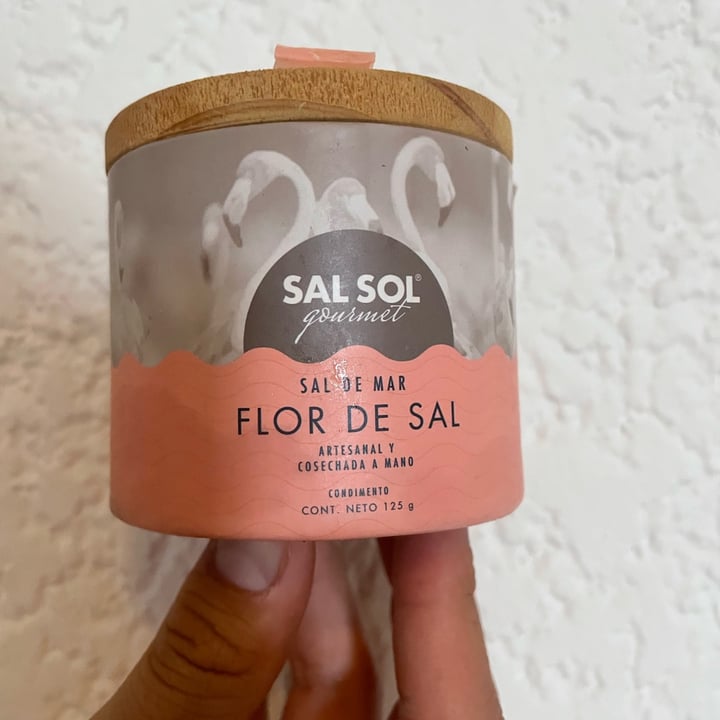 SAL SOL®
gourmet
SAL DE MAR
FLOR DE SAL
ARTESANAL Y
COSECHADA A MANO
CONDIMENTO
CONT. NETO 125 g